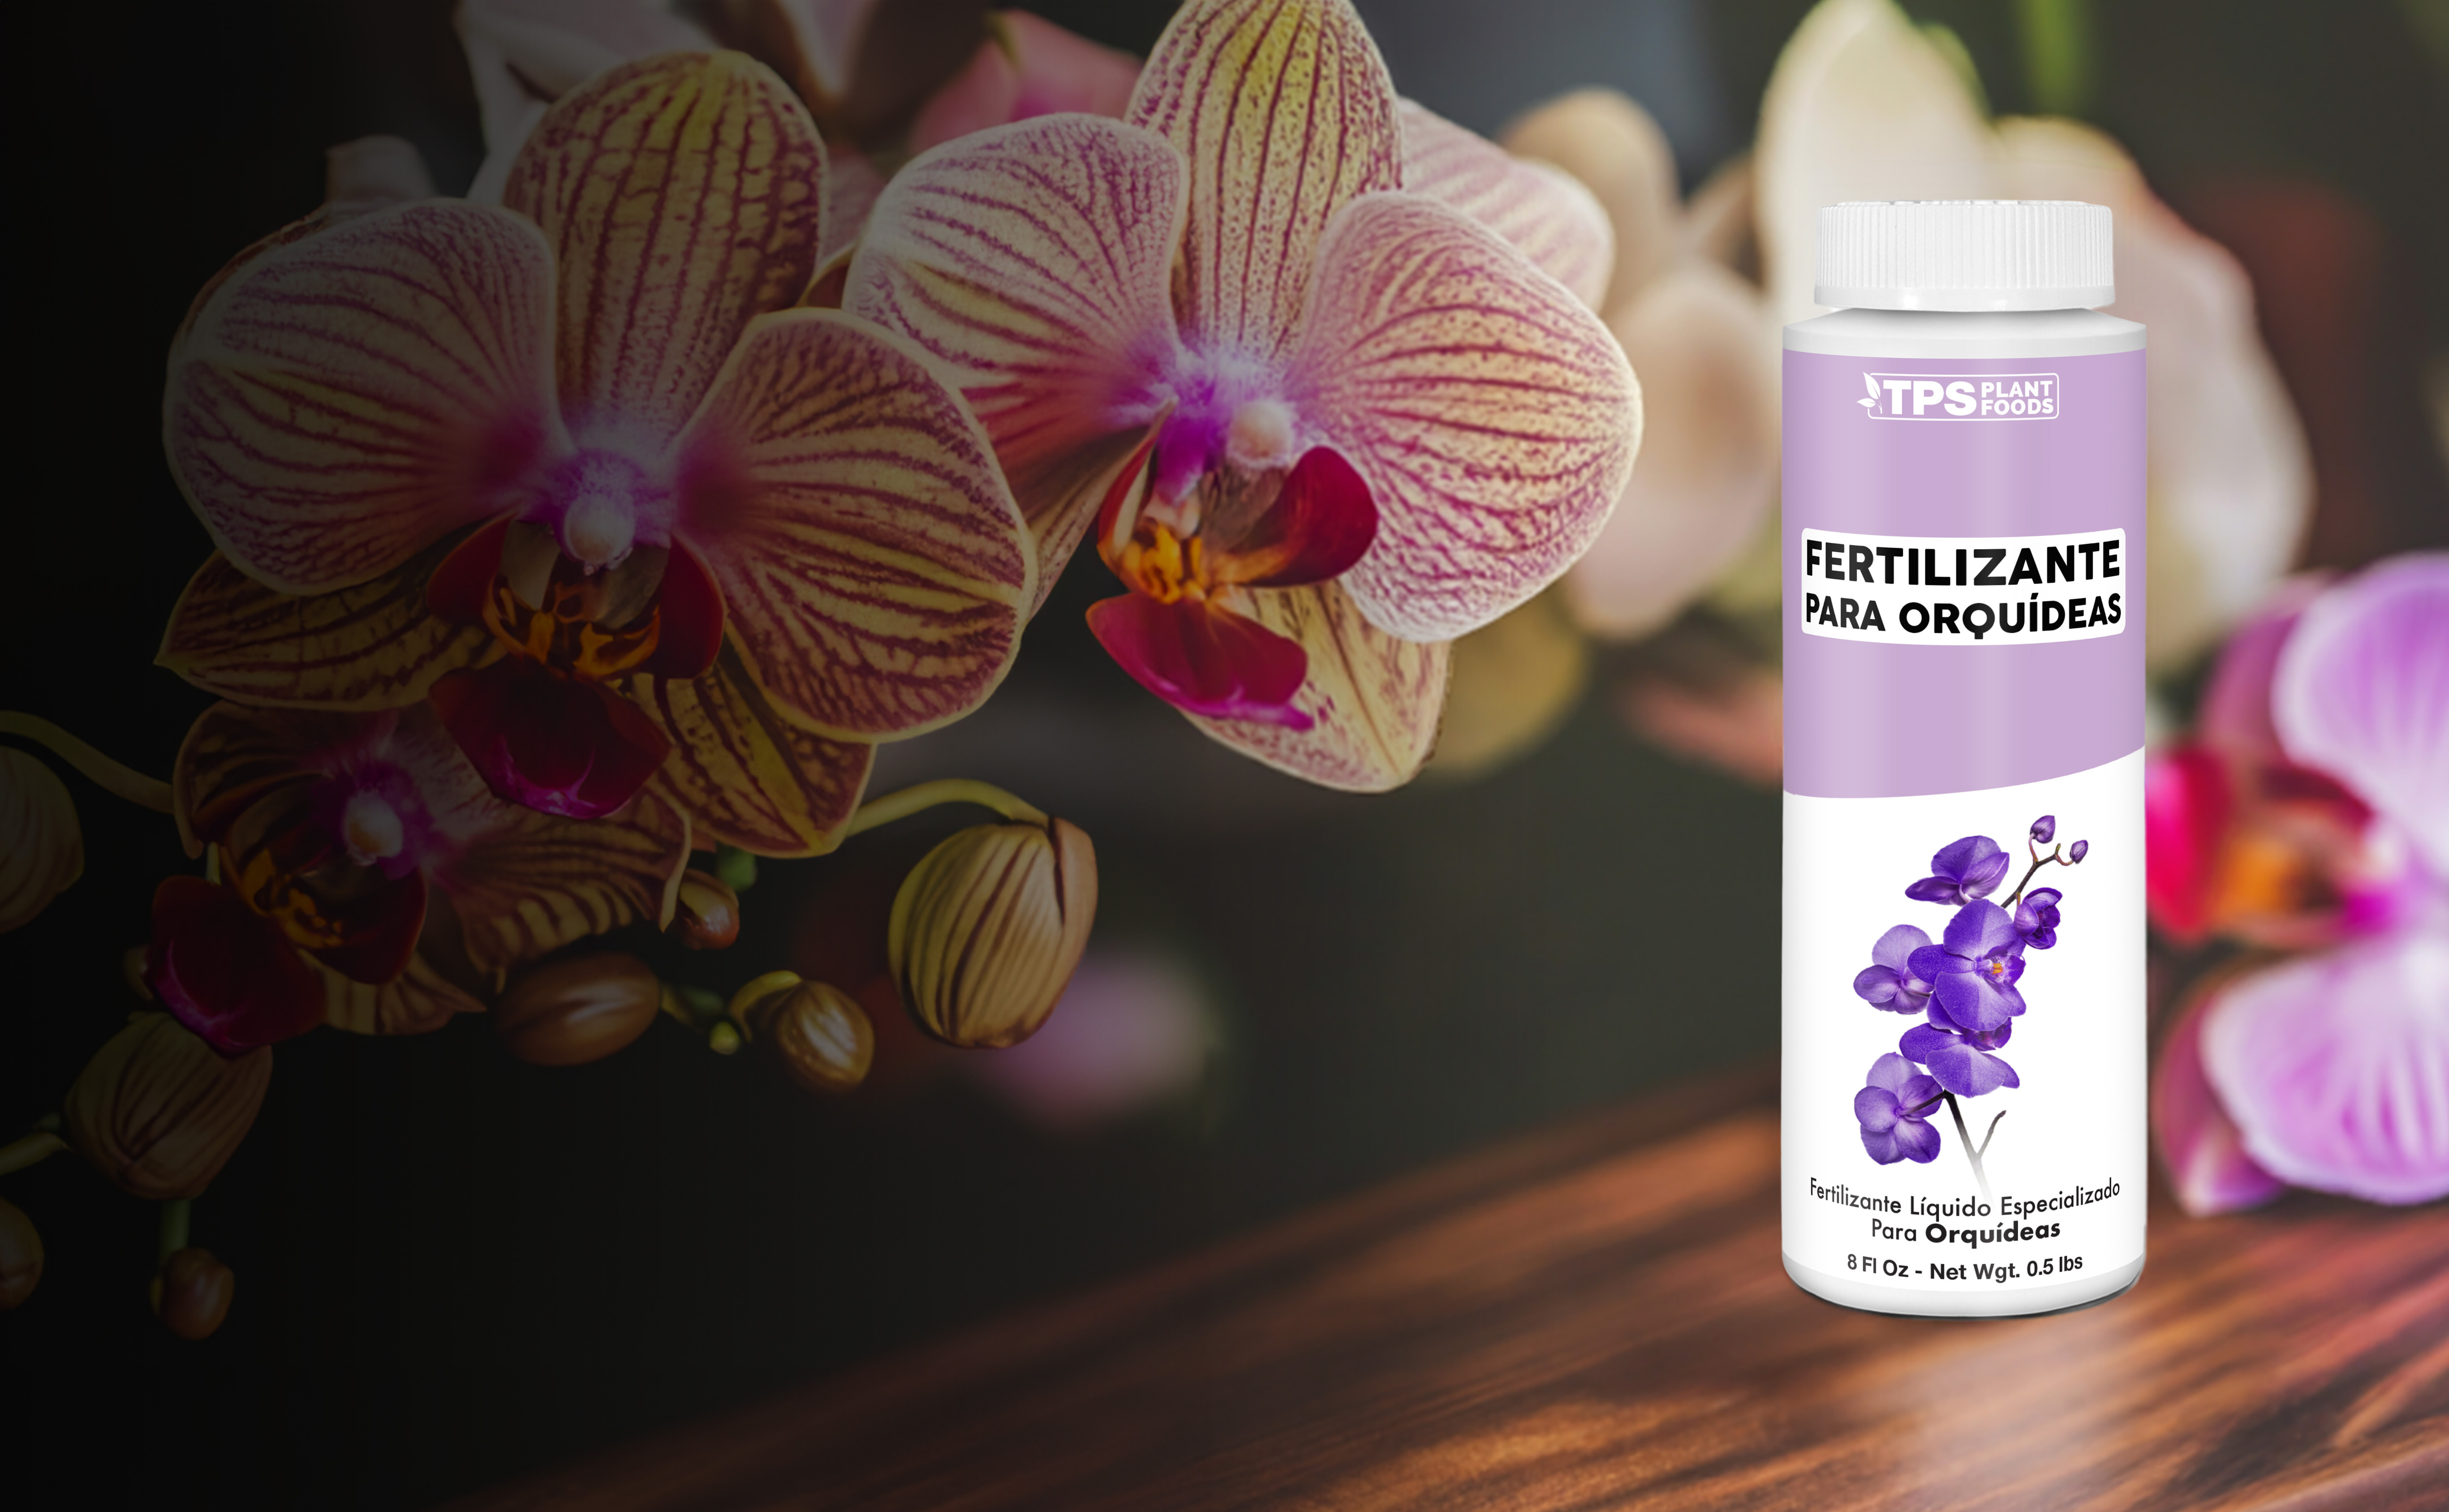 TPS PLANT FOODS
FERTILIZANTE
PARA ORQUÍDEAS
Fertilizante Líquido Especializado
Para Orquídeas
8 Fl Oz - Net Wgt. 0.5 lbs